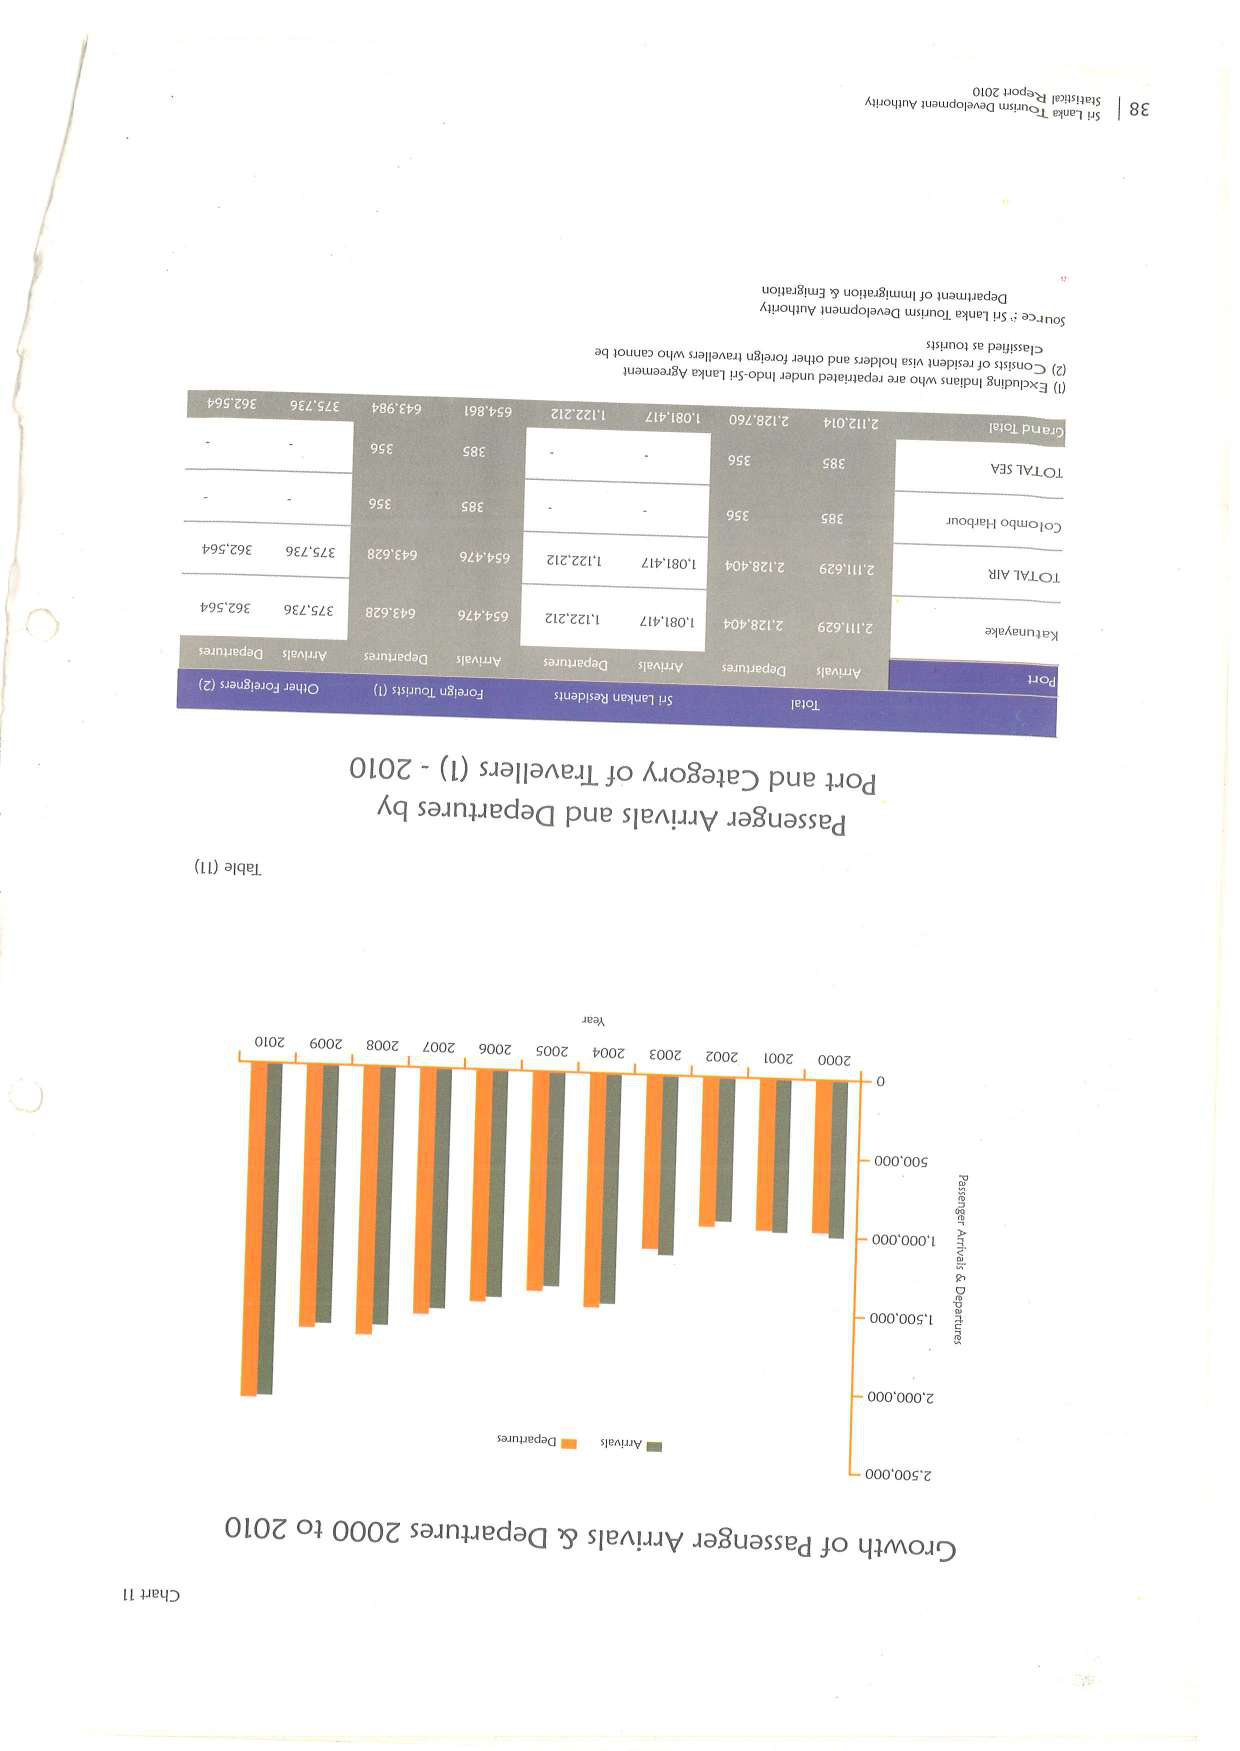 Chart 11
Growth of Passenger Arrivals & Departures 2000 to 2010
2,500,000
Arrivals Departures
2,000,000
1,500,000
1,000,000
500,000
0
Passenger Arrivals & Departures
2000 2001 2002 2003 2004 2005 2006 2007 2008 2009 2010
Year
Table (11)
Passenger Arrivals and Departures by
Port and Category of Travellers (1) - 2010
Total Sri Lankan Residents Foreign Tourists (1) Other Foreigners (2)
Port Arrivals Departures Arrivals Departures Arrivals Departures Arrivals Departures
Katunayake 2,111,629 2,128,404 1,081,417 1,122,212 654,476 643,628 375,736 362,564
TOTAL AIR 2,111,629 2,128,404 1,081,417 1,122,212 654,476 643,628 375,736 362,564
Colombo Harbour 385 356 - - 385 356 - -
TOTAL SEA 385 356 - - 385 356 - -
Grand Total 2,112,014 2,128,760 1,081,417 1,122,212 654,861 643,984 375,736 362,564
(1) Excluding Indians who are repatriated under Indo-Sri Lanka Agreement
(2) Consists of resident visa holders and other foreign travellers who cannot be
Classified as tourists
Source : Sri Lanka Tourism Development Authority
Department of Immigration & Emigration
38 | Sri Lanka Tourism Development Authority
Statistical Report 2010